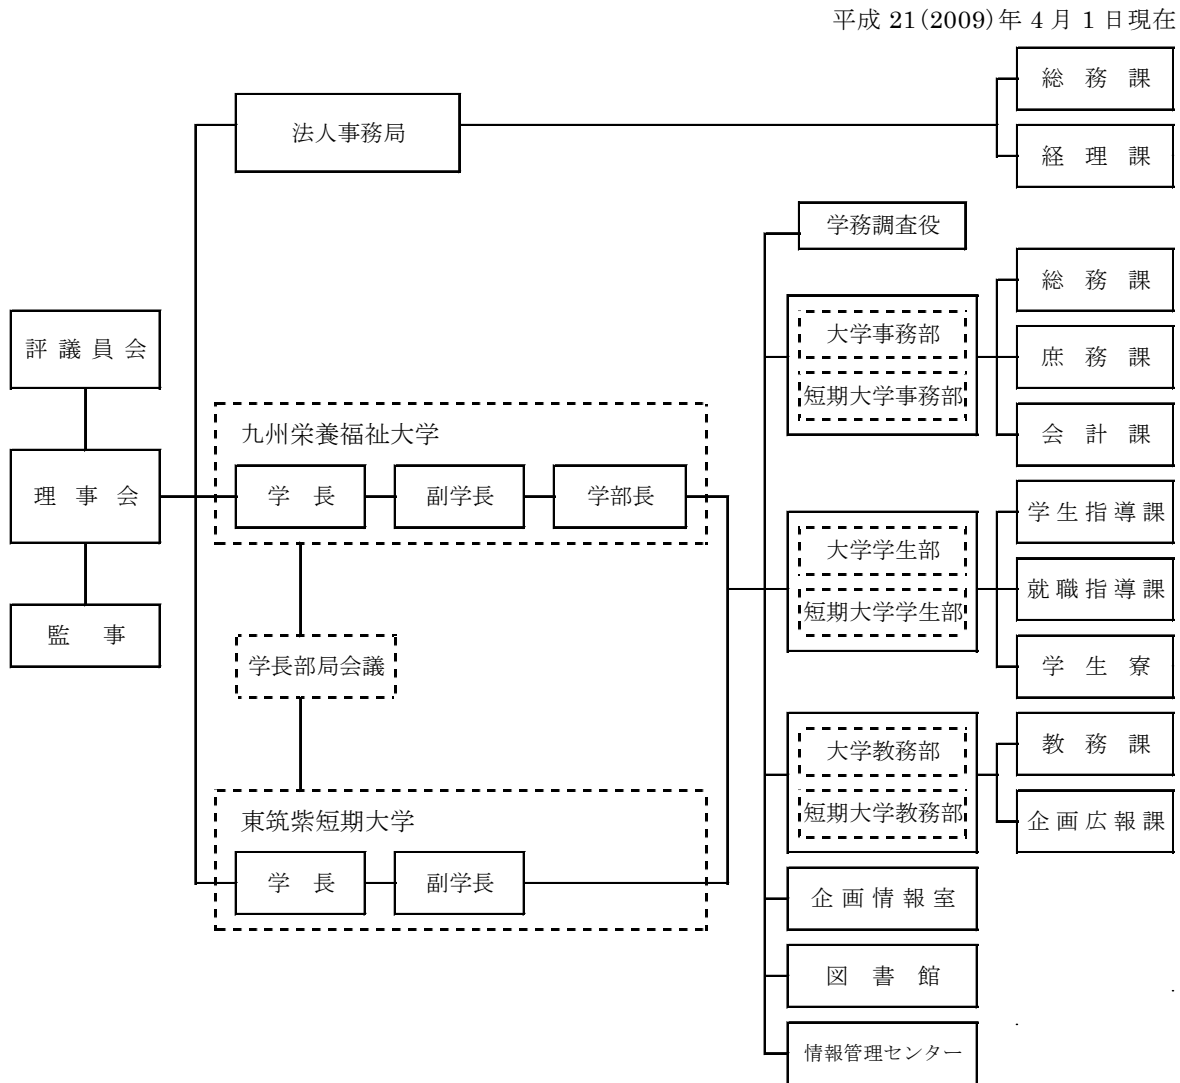 平成 21(2009)年 4 月 1 日現在
総務課
法人事務局
経理課
学務調査役
総務課
大学事務部
評議員会
庶務課
短期大学事務部
九州栄養福祉大学
会計課
理事会
学長
副学長
学部長
学生指導課
大学学生部
就職指導課
短期大学学生部
監事
学長部局会議
学生寮
教務課
大学教務部
東筑紫短期大学
短期大学教務部
企画広報課
学長
副学長
企画情報室
図書館
情報管理センター